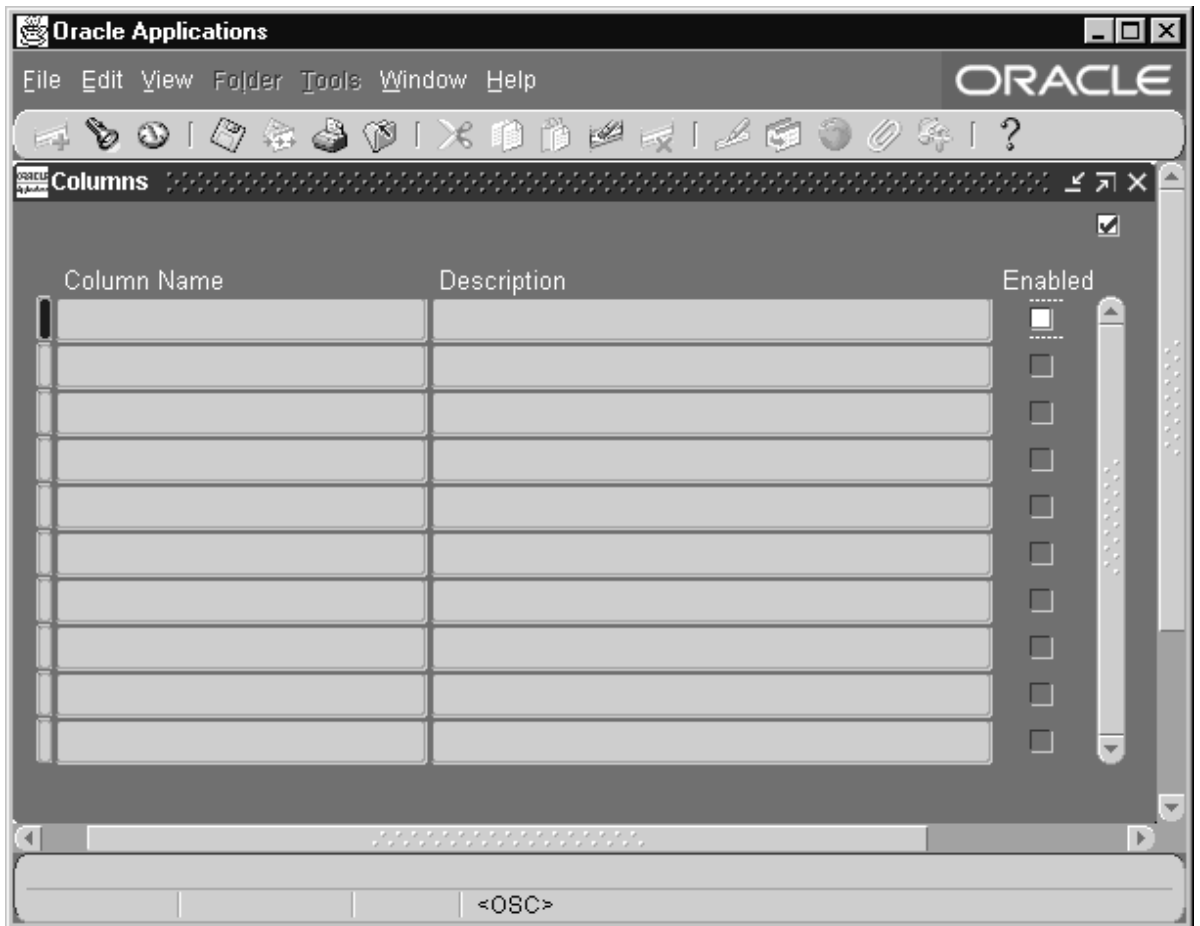 Oracle Applications
File Edit View Folder Tools Window Help
ORACLE
?
Columns
Column Name Description Enabled
<OSC>